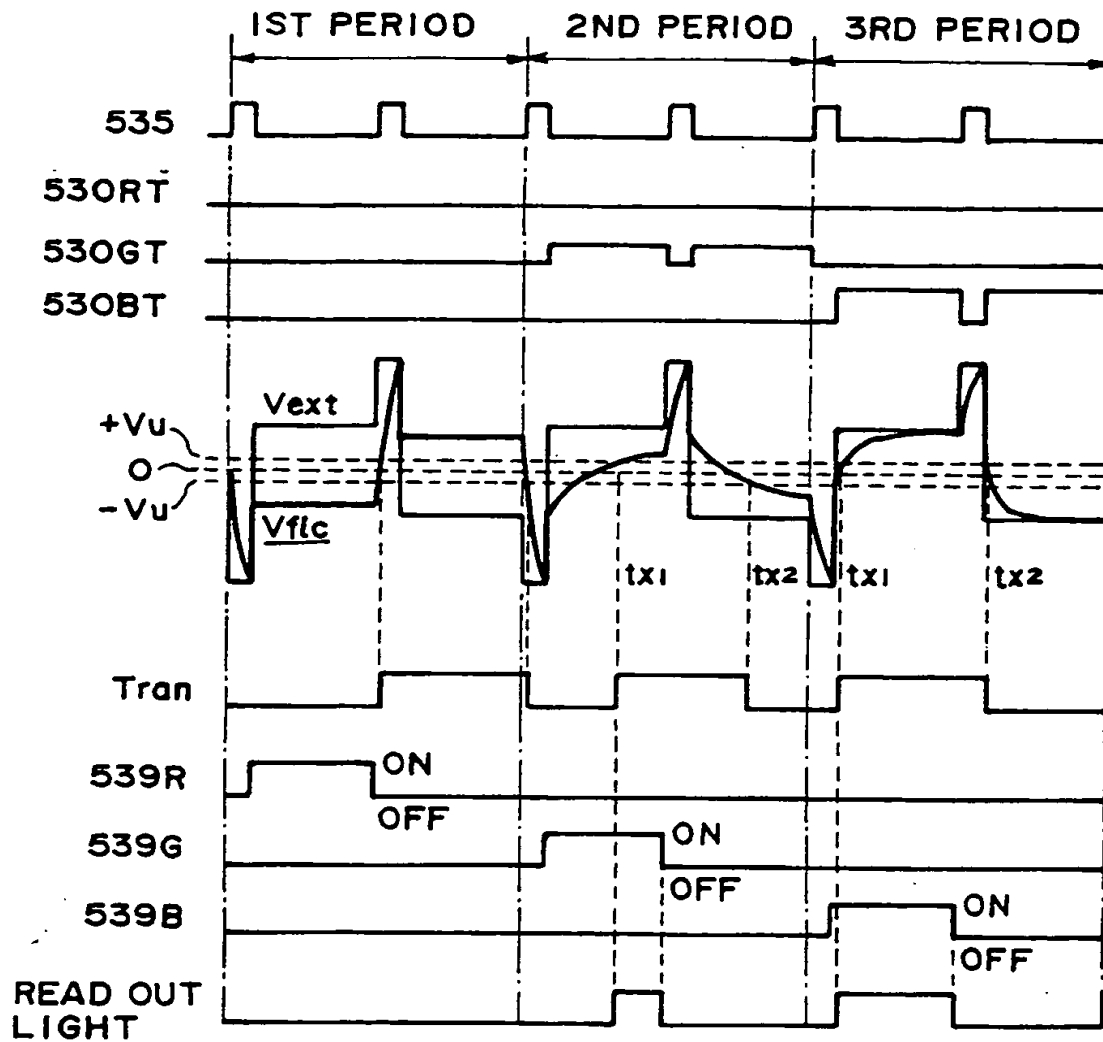 1ST PERIOD 2ND PERIOD 3RD PERIOD
535
530RT
530GT
530BT
Vext
+Vu
0
-Vu
Vflc
tx1 tx2 tx1 tx2
Tran
539R ON
OFF
539G ON
OFF
539B ON
OFF
READ OUT
LIGHT